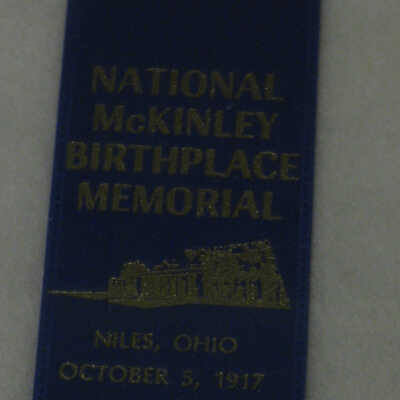 NATIONAL
McKINLEY
BIRTHPLACE
MEMORIAL
NILES, OHIO
OCTOBER 5, 1917